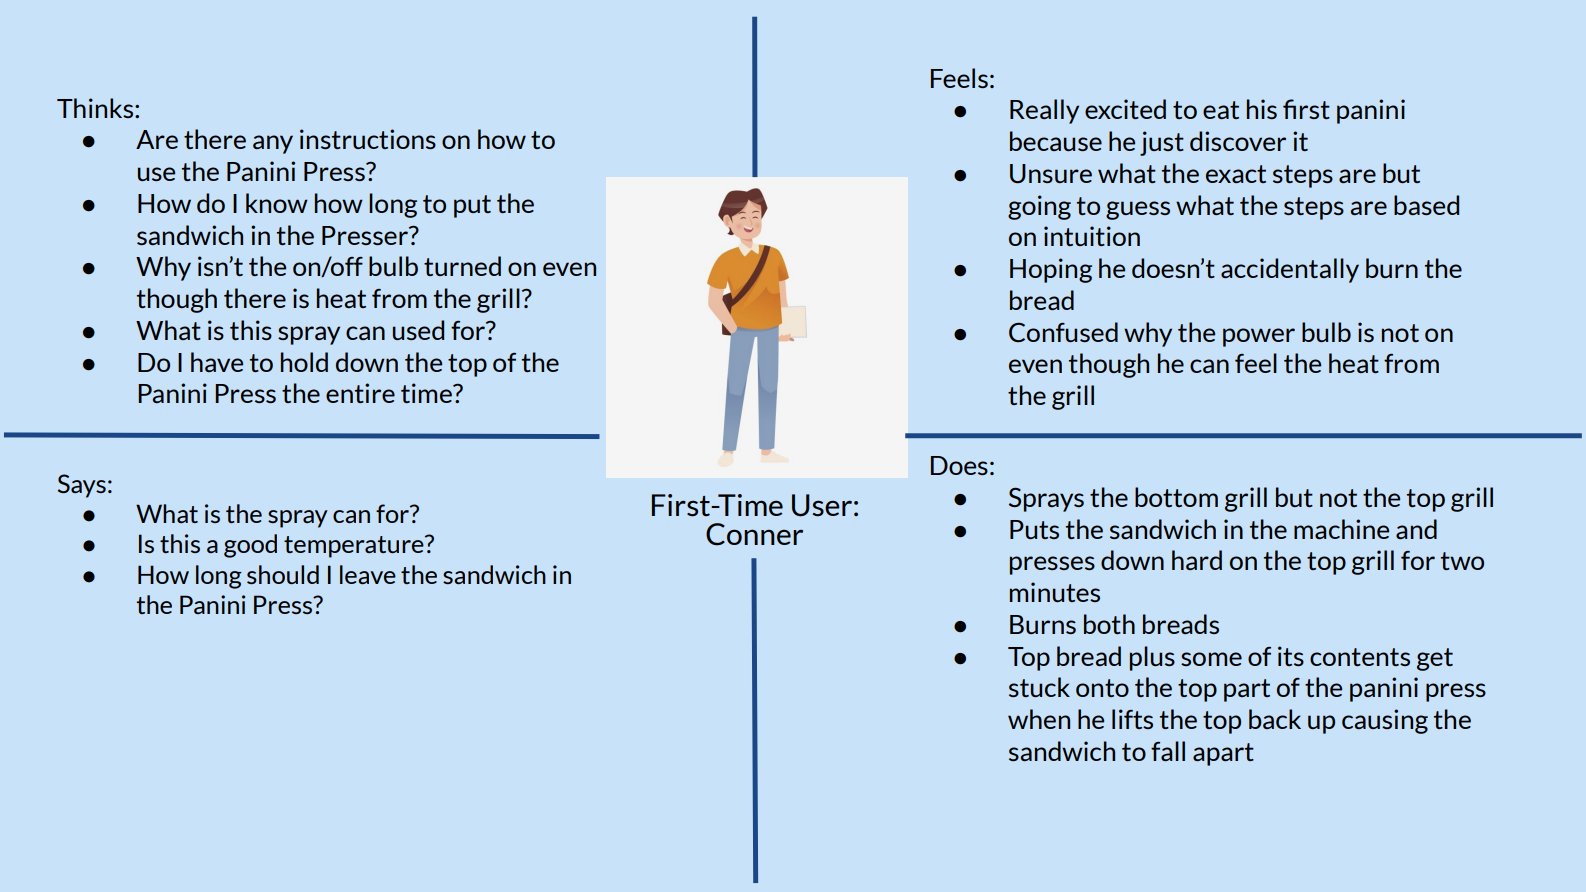 Thinks:
● Are there any instructions on how to
use the Panini Press?
● How do I know how long to put the
sandwich in the Presser?
● Why isn’t the on/off bulb turned on even
though there is heat from the grill?
● What is this spray can used for?
● Do I have to hold down the top of the
Panini Press the entire time?
Feels:
● Really excited to eat his first panini
because he just discover it
● Unsure what the exact steps are but
going to guess what the steps are based
on intuition
● Hoping he doesn’t accidentally burn the
bread
● Confused why the power bulb is not on
even though he can feel the heat from
the grill
First-Time User:
Conner
Says:
● What is the spray can for?
● Is this a good temperature?
● How long should I leave the sandwich in
the Panini Press?
Does:
● Sprays the bottom grill but not the top grill
● Puts the sandwich in the machine and
presses down hard on the top grill for two
minutes
● Burns both breads
● Top bread plus some of its contents get
stuck onto the top part of the panini press
when he lifts the top back up causing the
sandwich to fall apart